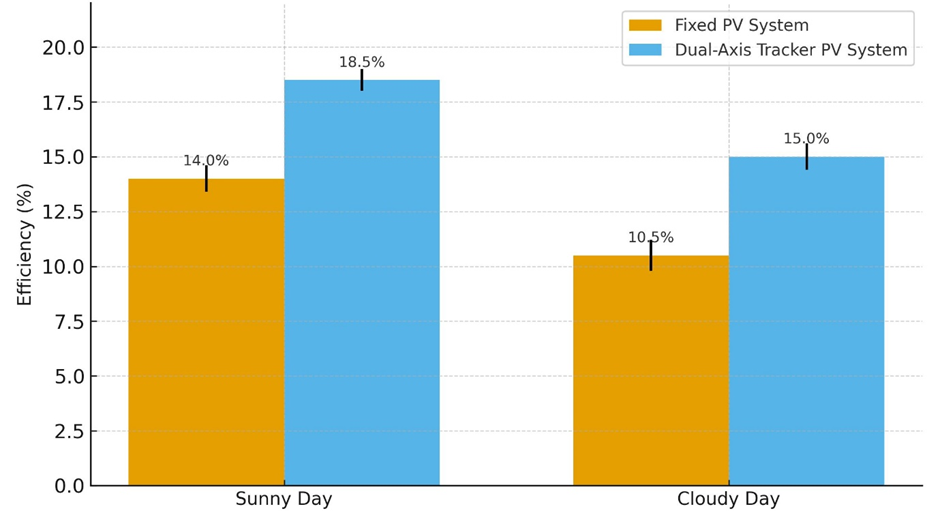 Fixed PV System
Dual-Axis Tracker PV System
20.0
17.5
15.0
12.5
10.0
7.5
5.0
2.5
0.0
Efficiency (%)
14.0%
18.5%
10.5%
15.0%
Sunny Day
Cloudy Day